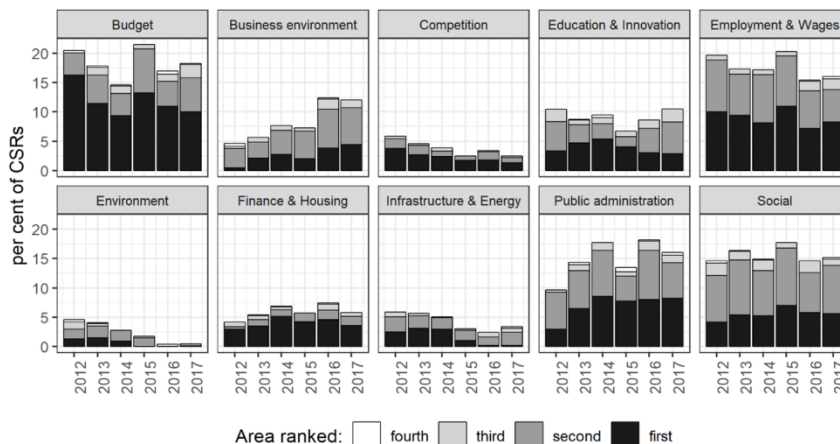 Budget
Business environment
Competition
Education & Innovation
Employment & Wages
20
15
10
5
0
Environment
Finance & Housing
Infrastructure & Energy
Public administration
Social
20
15
10
5
0
per cent of CSRs
2012 2013 2014 2015 2016 2017
2012 2013 2014 2015 2016 2017
2012 2013 2014 2015 2016 2017
2012 2013 2014 2015 2016 2017
2012 2013 2014 2015 2016 2017
Area ranked: fourth third second first